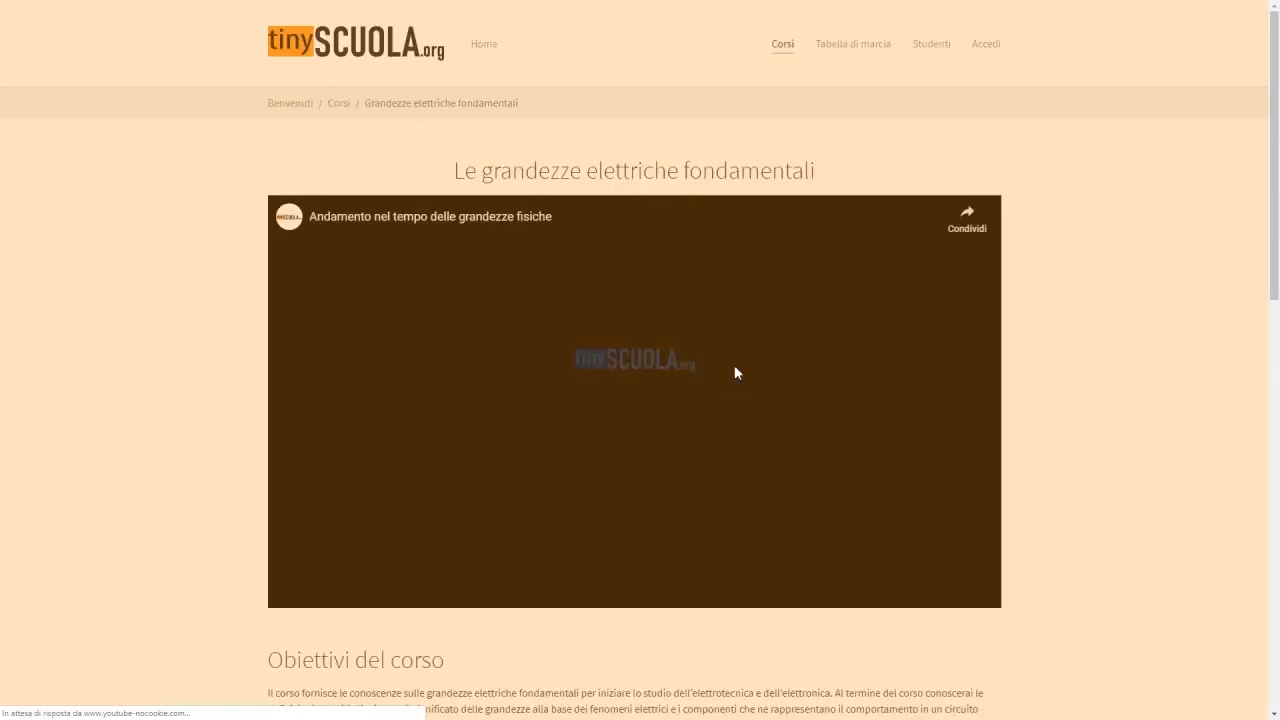 tinySCUOLA.org
Home
Corsi
Tabella di marcia
Studenti
Accedi
Benvenuti / Corsi / Grandezze elettriche fondamentali
Le grandezze elettriche fondamentali
Andamento nel tempo delle grandezze fisiche
Condividi
tinySCUOLA.org
Obiettivi del corso
Il corso fornisce le conoscenze sulle grandezze elettriche fondamentali per iniziare lo studio dell'elettrotecnica e dell'elettronica. Al termine del corso conoscerai le
delle grandezze alla base dei fenomeni elettrici e i componenti che ne rappresentano il comportamento in un circuito
In attesa di risposta da www.youtube-nocookie.com...